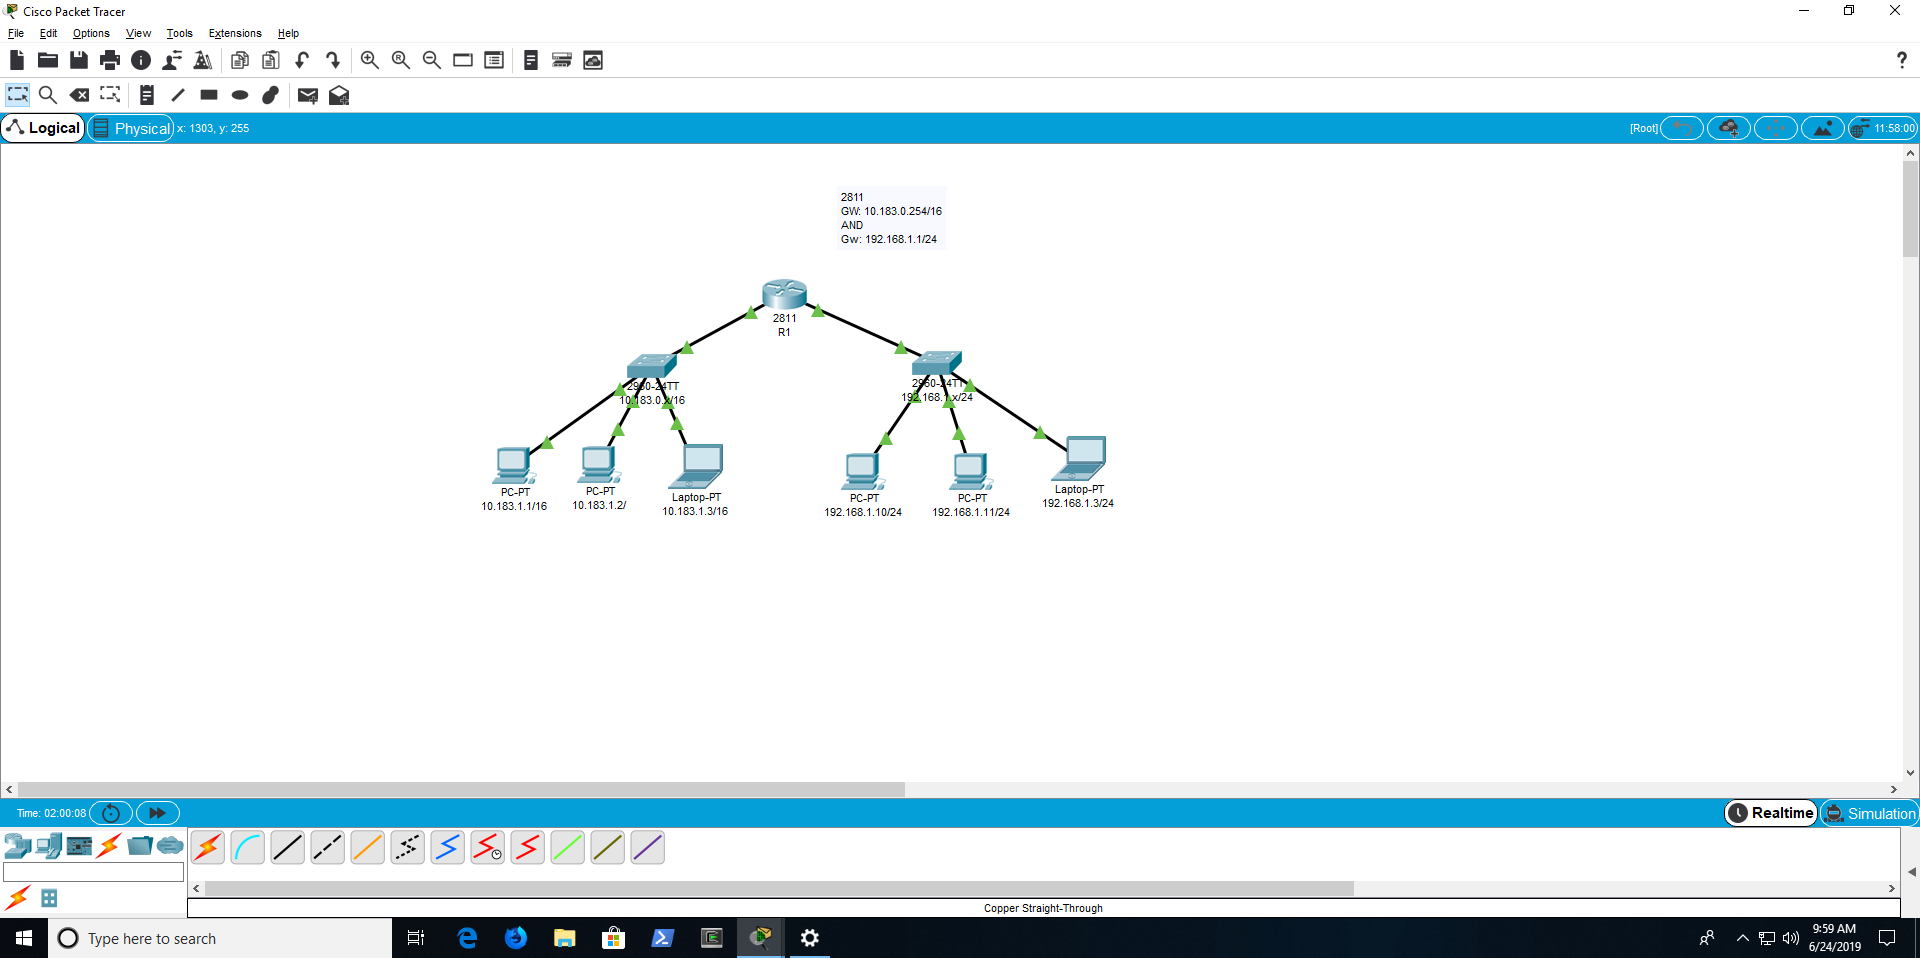 Cisco Packet Tracer
File Edit Options View Tools Extensions Help
Logical Physical x: 1303, y: 255 [Root] 11:58:00
2811
GW: 10.183.0.254/16
AND
Gw: 192.168.1.1/24
2811
R1
2960-24TT
10.183.0.x/16
2960-24TT
192.168.1.x/24
PC-PT
10.183.1.1/16
PC-PT
10.183.1.2/
Laptop-PT
10.183.1.3/16
PC-PT
192.168.1.10/24
PC-PT
192.168.1.11/24
Laptop-PT
192.168.1.3/24
Time: 02:00:08 Realtime Simulation
Copper Straight-Through
Type here to search
9:59 AM
6/24/2019